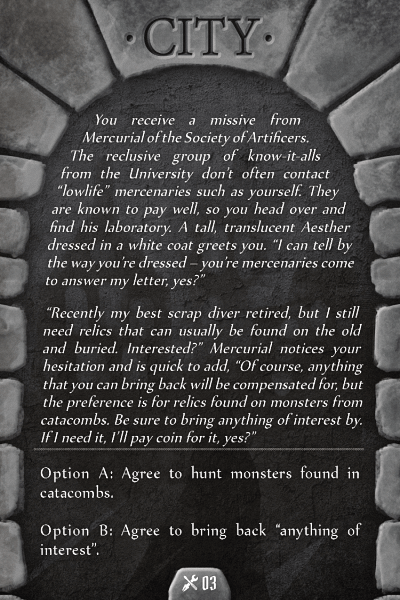 · CITY ·
You receive a missive from
Mercurial of the Society of Artificers.
The reclusive group of know-it-alls
from the University don't often contact
“lowlife” mercenaries such as yourself. They
are known to pay well, so you head over and
find his laboratory. A tall, translucent Aesther
dressed in a white coat greets you. “I can tell by
the way you're dressed – you're mercenaries come
to answer my letter, yes?”
“Recently my best scrap diver retired, but I still
need relics that can usually be found on the old
and buried. Interested?” Mercurial notices your
hesitation and is quick to add, “Of course, anything
that you can bring back will be compensated for, but
the preference is for relics found on monsters from
catacombs. Be sure to bring anything of interest by.
If I need it, I'll pay coin for it, yes?”
Option A: Agree to hunt monsters found in
catacombs.
Option B: Agree to bring back “anything of
interest”.
03